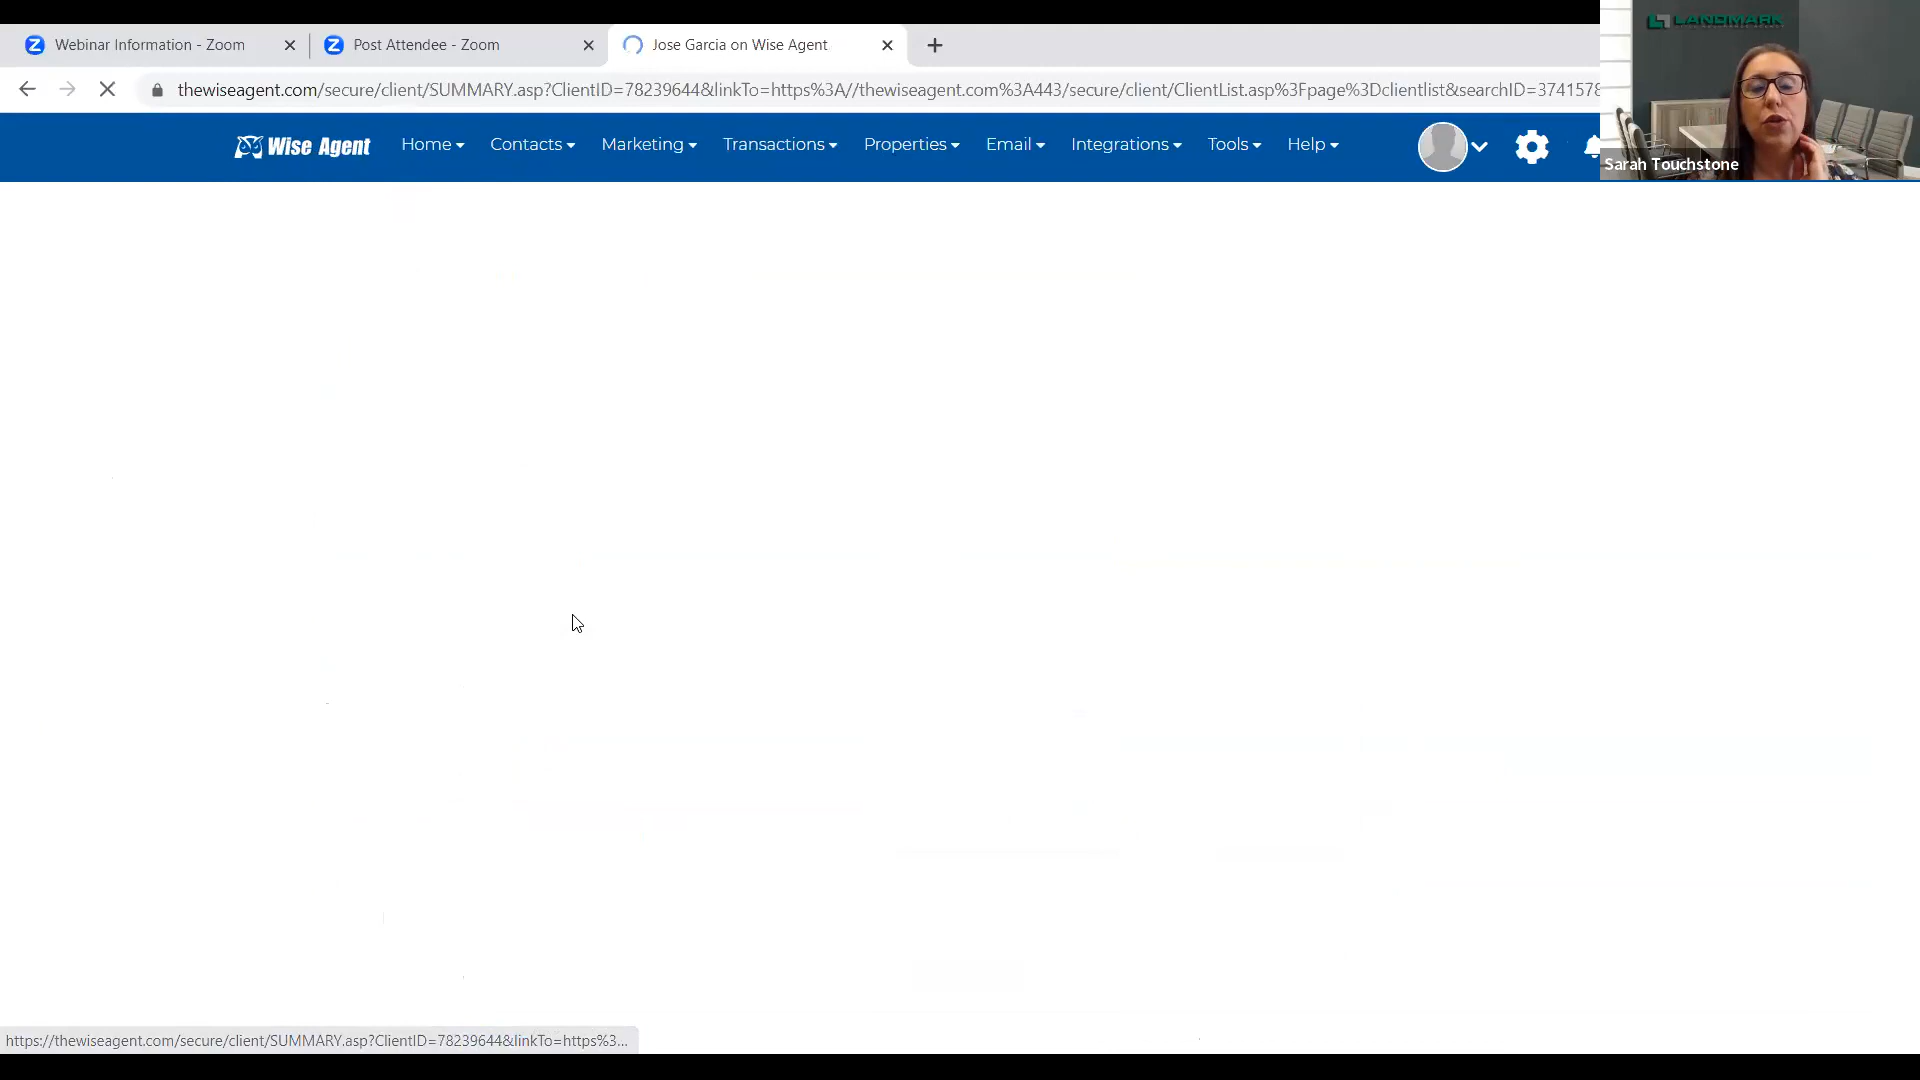 LANDMARK
Webinar Information - Zoom
Post Attendee - Zoom
Jose Garcia on Wise Agent
thewiseagent.com/secure/client/SUMMARY.asp?ClientID=78239644&linkTo=https%3A//thewiseagent.com%3A443/secure/client/ClientList.asp%3Fpage%3Dclientlist&searchID=3741578
Wise Agent Home Contacts Marketing Transactions Properties Email Integrations Tools Help
Sarah Touchstone
https://thewiseagent.com/secure/client/SUMMARY.asp?ClientID=78239644&linkTo=https%3...